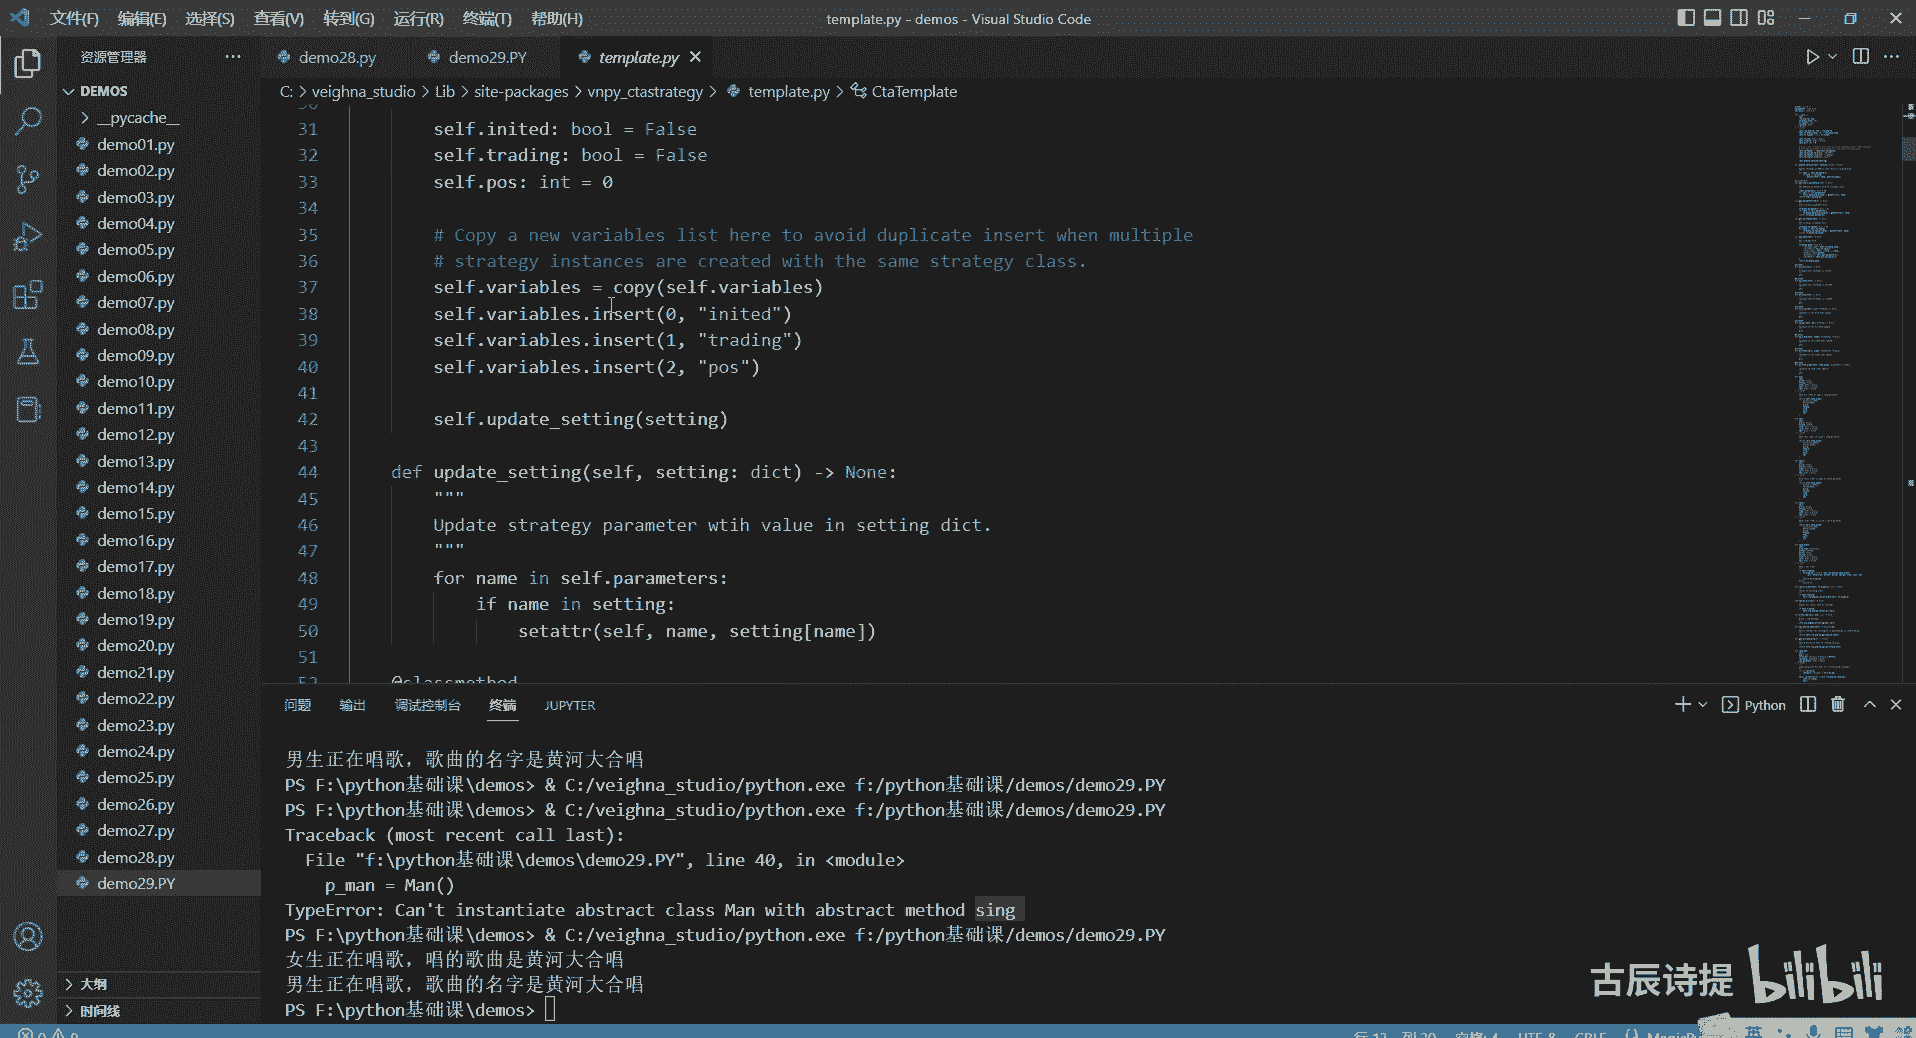 文件(F) 编辑(E) 选择(S) 查看(V) 转到(G) 运行(R) 终端(T) 帮助(H)
template.py - demos - Visual Studio Code
资源管理器
demo28.py
demo29.PY
template.py
DEMOS
C: > veighna_studio > Lib > site-packages > vnpy_ctastrategy > template.py > CtaTemplate
__pycache__
demo01.py
demo02.py
demo03.py
demo04.py
demo05.py
demo06.py
demo07.py
demo08.py
demo09.py
demo10.py
demo11.py
demo12.py
demo13.py
demo14.py
demo15.py
demo16.py
demo17.py
demo18.py
demo19.py
demo20.py
demo21.py
demo22.py
demo23.py
demo24.py
demo25.py
demo26.py
demo27.py
demo28.py
demo29.PY
大纲
时间线
31 self.inited: bool = False
32 self.trading: bool = False
33 self.pos: int = 0
34
35 # Copy a new variables list here to avoid duplicate insert when multiple
36 # strategy instances are created with the same strategy class.
37 self.variables = copy(self.variables)
38 self.variables.insert(0, "inited")
39 self.variables.insert(1, "trading")
40 self.variables.insert(2, "pos")
41
42 self.update_setting(setting)
43
44 def update_setting(self, setting: dict) -> None:
45 """
46 Update strategy parameter wtih value in setting dict.
47 """
48 for name in self.parameters:
49 if name in setting:
50 setattr(self, name, setting[name])
51
52 @classmethod
问题 输出 调试控制台 终端 JUPYTER
Python
男生正在唱歌，歌曲的名字是黄河大合唱
PS F:\python基础课\demos> & C:/veighna_studio/python.exe f:/python基础课/demos/demo29.PY
PS F:\python基础课\demos> & C:/veighna_studio/python.exe f:/python基础课/demos/demo29.PY
Traceback (most recent call last):
File "f:\python基础课\demos\demo29.PY", line 40, in <module>
p_man = Man()
TypeError: Can't instantiate abstract class Man with abstract method sing
PS F:\python基础课\demos> & C:/veighna_studio/python.exe f:/python基础课/demos/demo29.PY
女生正在唱歌，唱的歌曲是黄河大合唱
男生正在唱歌，歌曲的名字是黄河大合唱
PS F:\python基础课\demos>
古辰诗提 bilibili